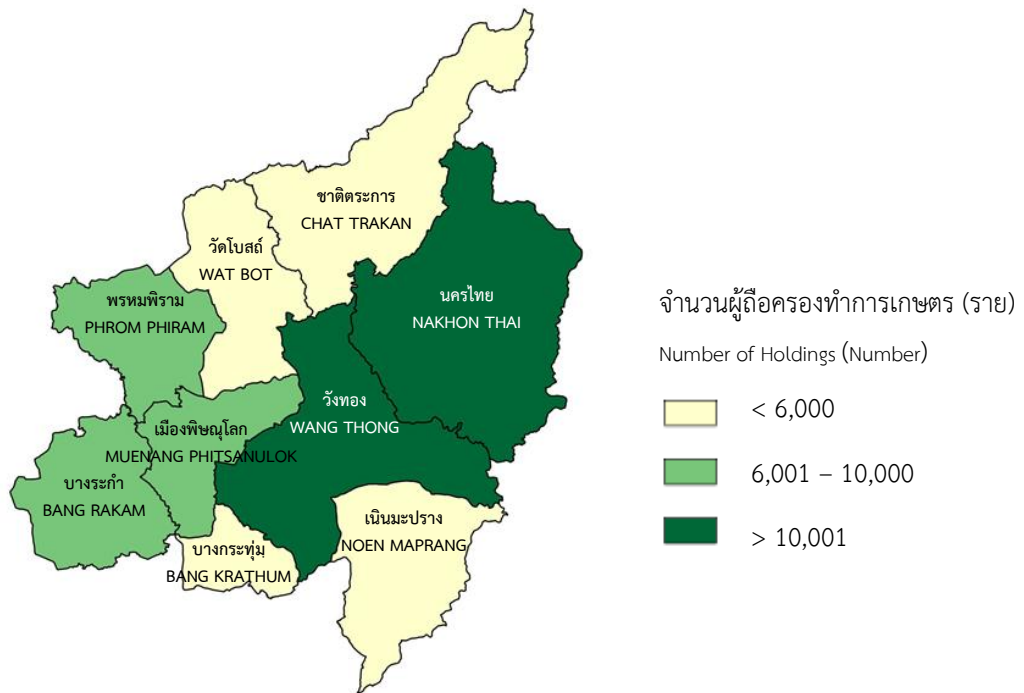 ชาติตระการ
CHAT TRAKAN
วัดโบสถ์
WAT BOT
นครไทย
NAKHON THAI
พรหมพิราม
PHROM PHIRAM
วังทอง
WANG THONG
เมืองพิษณุโลก
MUENANG PHITSANULOK
บางระกำ
BANG RAKAM
เนินมะปราง
NOEN MAPRANG
บางกระทุ่ม
BANG KRATHUM
จำนวนผู้ถือครองทำการเกษตร (ราย)
Number of Holdings (Number)
< 6,000
6,001 – 10,000
> 10,001